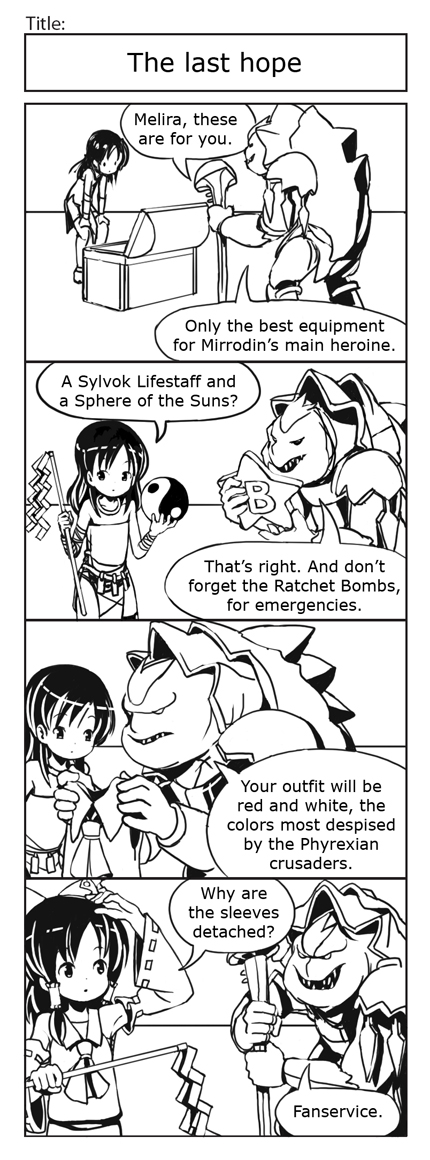 Title:
The last hope
Melira, these
are for you.
Only the best equipment
for Mirrodin's main heroine.
A Sylvok Lifestaff and
a Sphere of the Suns?
B
That's right. And don't
forget the Ratchet Bombs,
for emergencies.
Your outfit will be
red and white, the
colors most despised
by the Phyrexian
crusaders.
Why are
the sleeves
detached?
Fanservice.